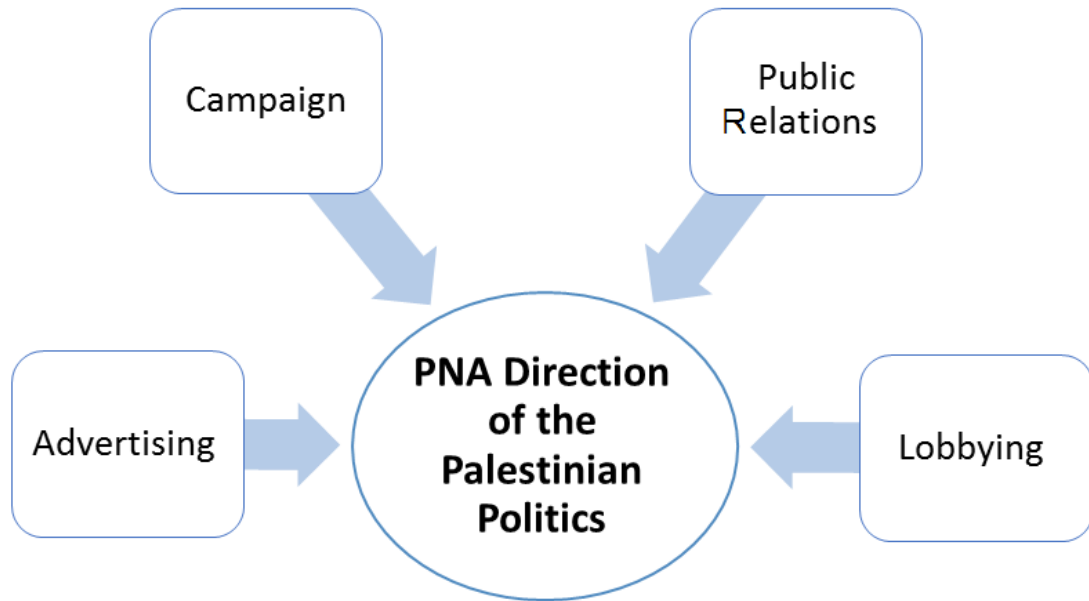 Campaign
Public
Relations
PNA Direction
of the
Palestinian
Politics
Advertising
Lobbying